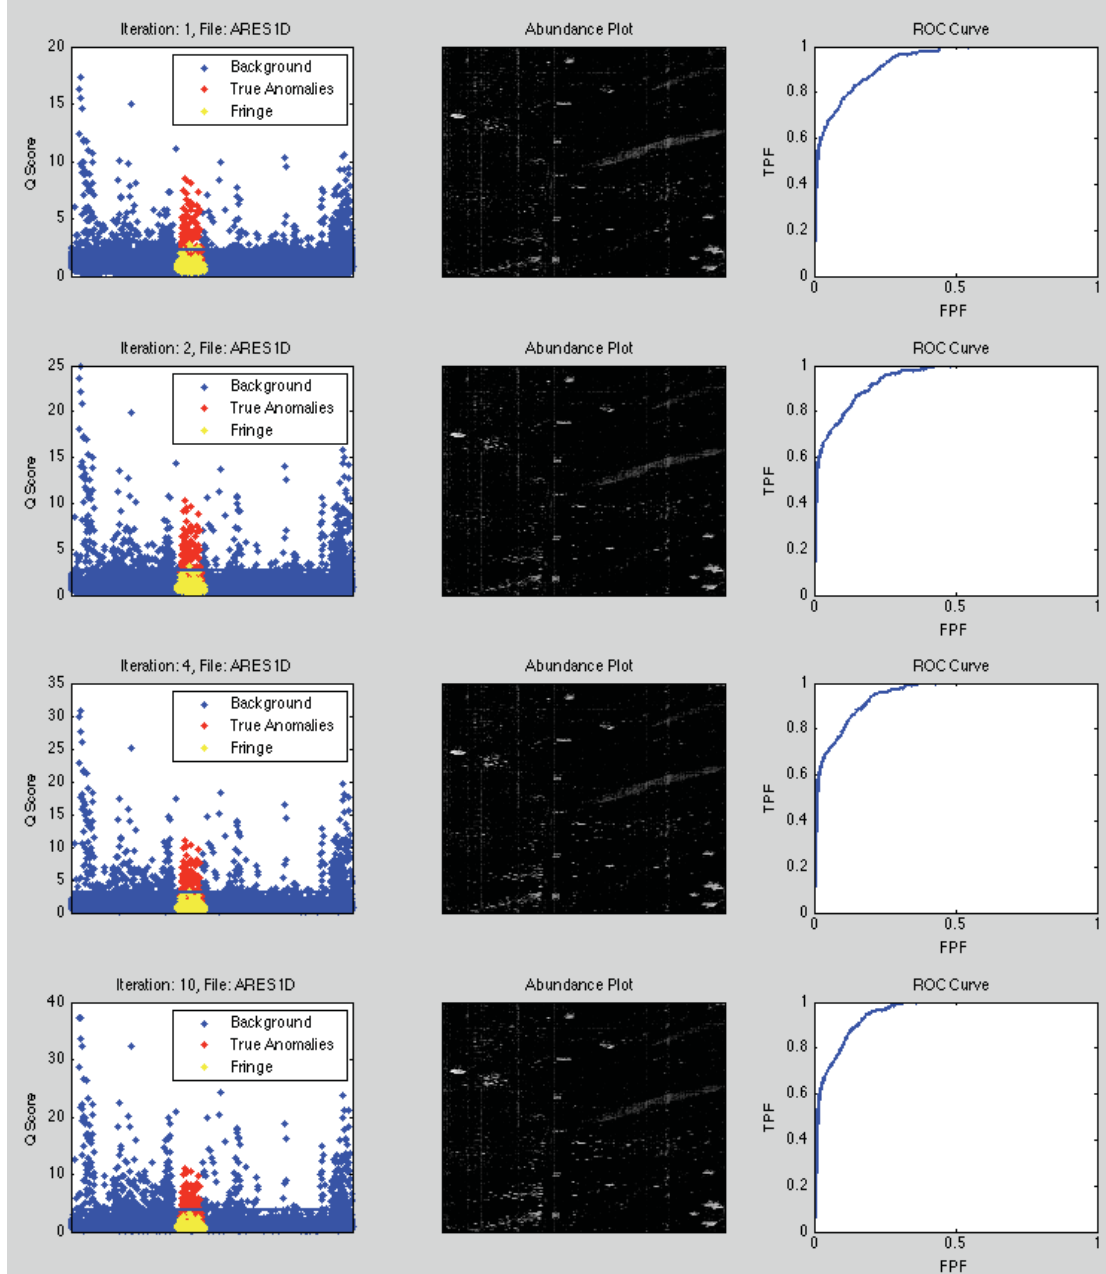 Iteration: 1, File: ARES1D
Abundance Plot
ROC Curve
20
15
10
5
0
Q Score
Background
True Anomalies
Fringe
1
0.8
0.6
0.4
0.2
0
TPF
0
0.5
1
FPF
Iteration: 2, File: ARES1D
Abundance Plot
ROC Curve
25
20
15
10
5
0
Q Score
Background
True Anomalies
Fringe
1
0.8
0.6
0.4
0.2
0
TPF
0
0.5
1
FPF
Iteration: 4, File: ARES1D
Abundance Plot
ROC Curve
35
30
25
20
15
10
5
0
Q Score
Background
True Anomalies
Fringe
1
0.8
0.6
0.4
0.2
0
TPF
0
0.5
1
FPF
Iteration: 10, File: ARES1D
Abundance Plot
ROC Curve
40
30
20
10
0
Q Score
Background
True Anomalies
Fringe
1
0.8
0.6
0.4
0.2
0
TPF
0
0.5
1
FPF